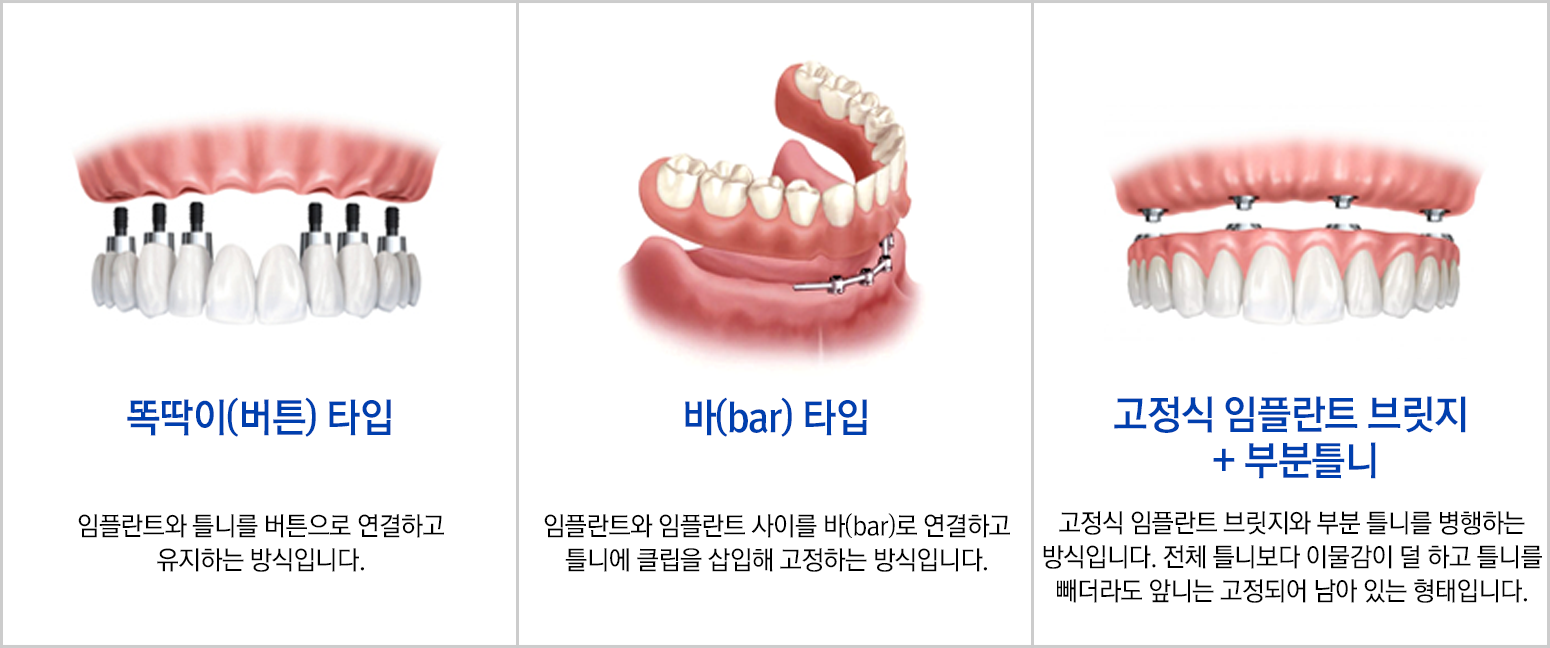 똑딱이(버튼) 타입
임플란트와 틀니를 버튼으로 연결하고
유지하는 방식입니다.
바(bar) 타입
임플란트와 임플란트 사이를 바(bar)로 연결하고
틀니에 클립을 삽입해 고정하는 방식입니다.
고정식 임플란트 브릿지
+ 부분틀니
고정식 임플란트 브릿지와 부분 틀니를 병행하는
방식입니다. 전체 틀니보다 이물감이 덜 하고 틀니를
빼더라도 앞니는 고정되어 남아 있는 형태입니다.